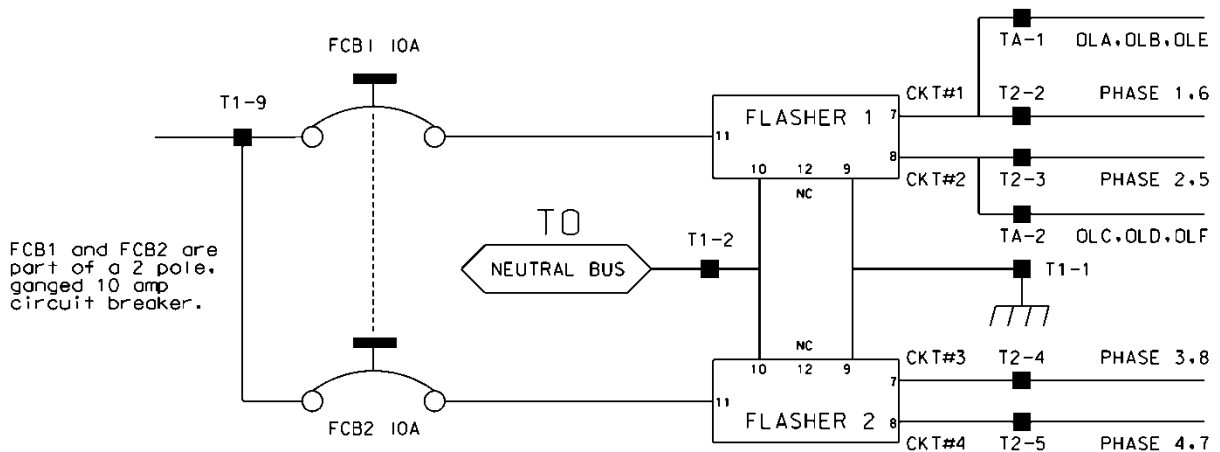 FCB1 10A
T1-9
TA-1 OLA,OLB,OLE
CKT#1 T2-2 PHASE 1,6
FLASHER 1
7
11
8
10 12 9
NC
CKT#2 T2-3 PHASE 2,5
TA-2 OLC,OLD,OLF
TO
NEUTRAL BUS
T1-2
T1-1
FCB1 and FCB2 are
part of a 2 pole,
ganged 10 amp
circuit breaker.
NC
10 12 9
CKT#3 T2-4 PHASE 3,8
7
11
FLASHER 2
8
FCB2 10A
CKT#4 T2-5 PHASE 4,7